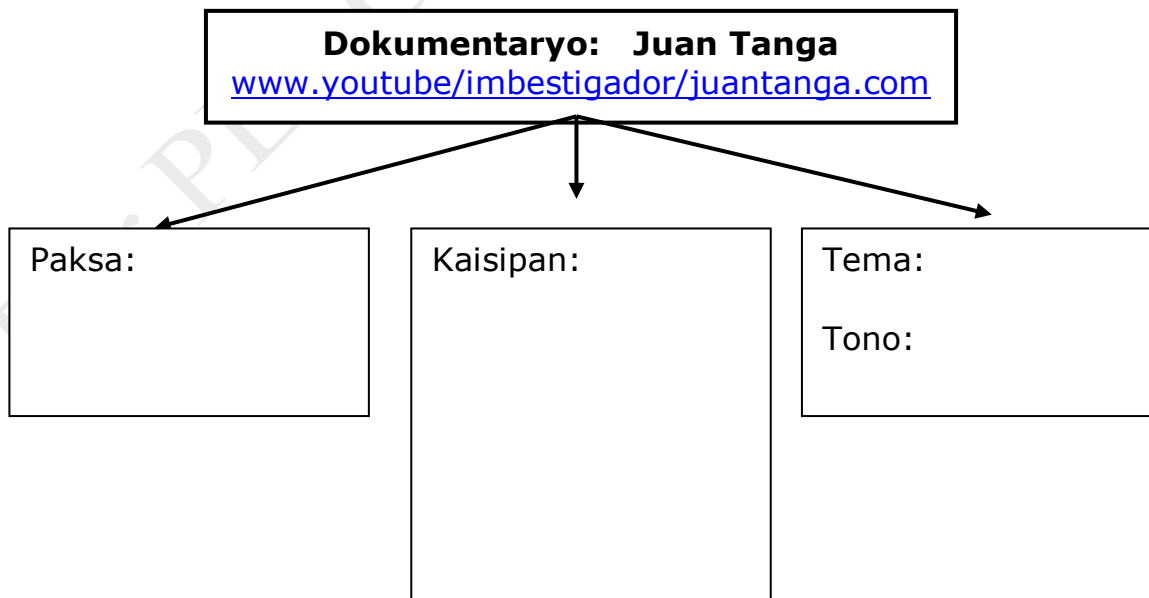 Dokumentaryo: Juan Tanga
www.youtube/imbestigador/juantanga.com
Paksa:
Kaisipan:
Tema:
Tono: